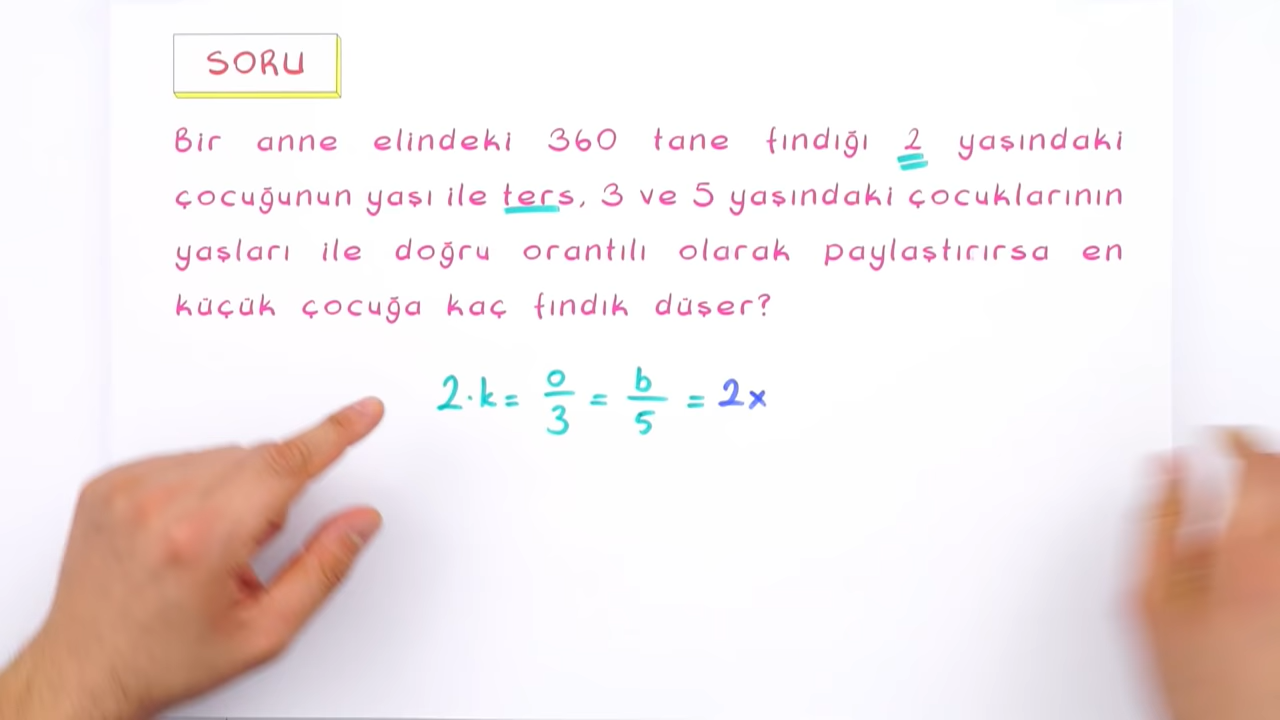 SORU
Bir anne elindeki 360 tane fındığı 2 yaşındaki
çocuğunun yaşı ile ters, 3 ve 5 yaşındaki çocuklarının
yaşları ile doğru orantılı olarak paylaştırırsa en
küçük çocuğa kaç fındık düşer?
2·k = o/3 = b/5 = 2x